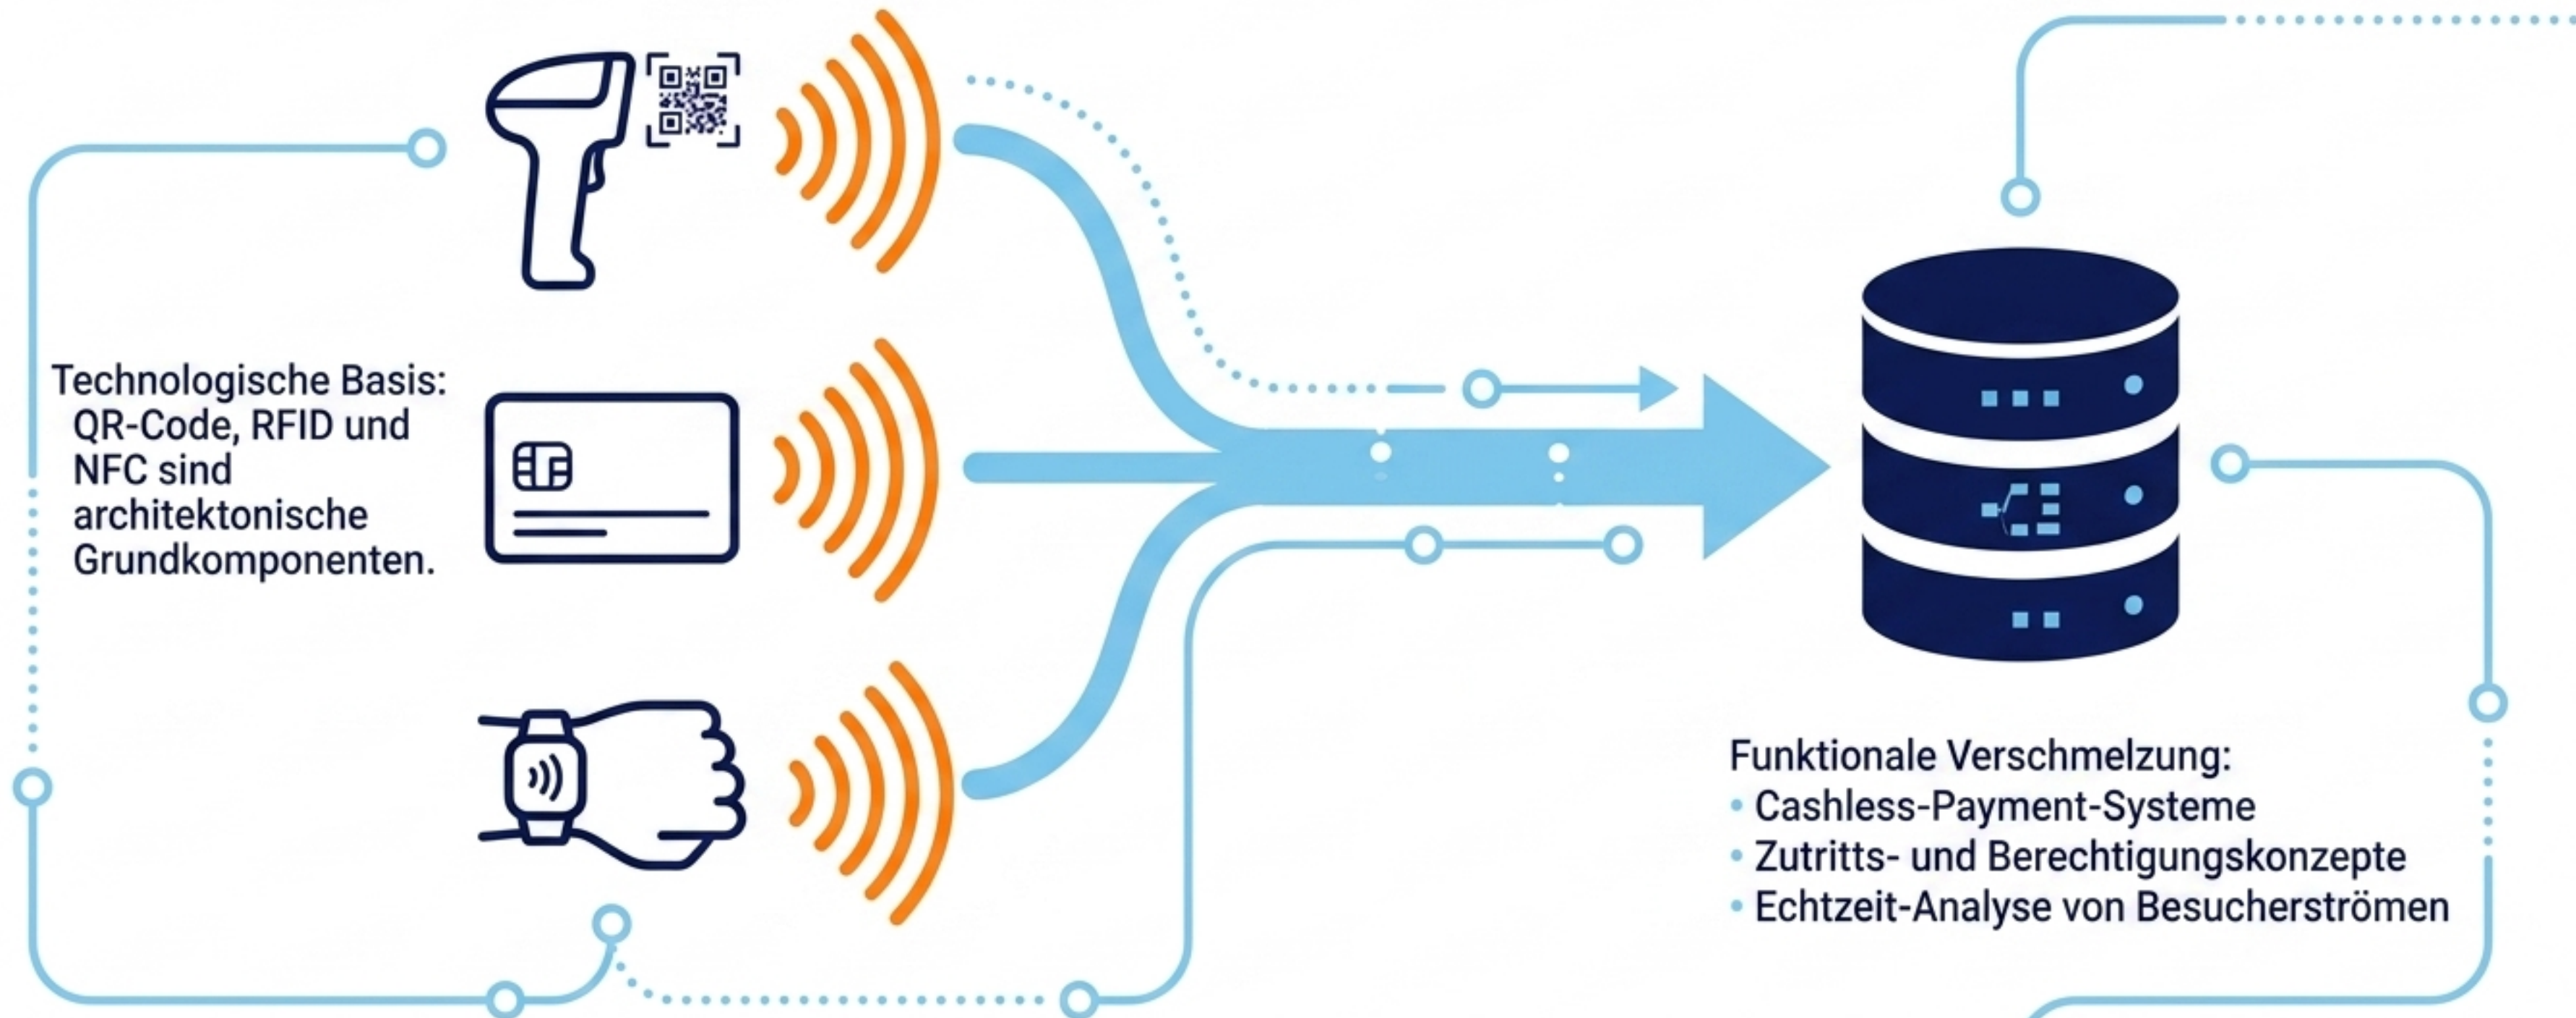 Technologische Basis:
QR-Code, RFID und
NFC sind
architektonische
Grundkomponenten.
Funktionale Verschmelzung:
• Cashless-Payment-Systeme
• Zutritts- und Berechtigungskonzepte
• Echtzeit-Analyse von Besucherströmen